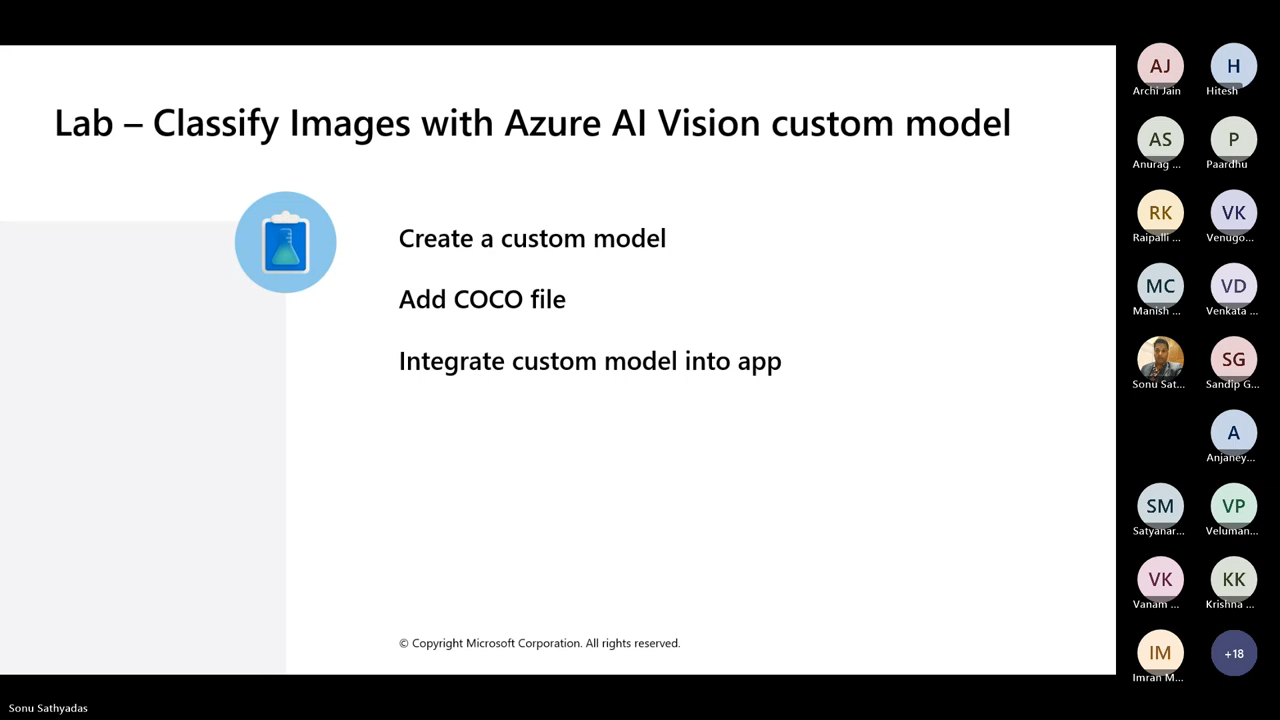 Lab – Classify Images with Azure AI Vision custom model
Create a custom model
Add COCO file
Integrate custom model into app
© Copyright Microsoft Corporation. All rights reserved.
AJ
Archi Jain
H
Hitesh
AS
Anurag ...
P
Paardhu
RK
Raipalli ...
VK
Venugo...
MC
Manish ...
VD
Venkata ...
Sonu Sat...
SG
Sandip G...
A
Anjaney...
SM
Satyanar...
VP
Veluman...
VK
Vanam ...
KK
Krishna ...
IM
Imran M...
+18
Sonu Sathyadas